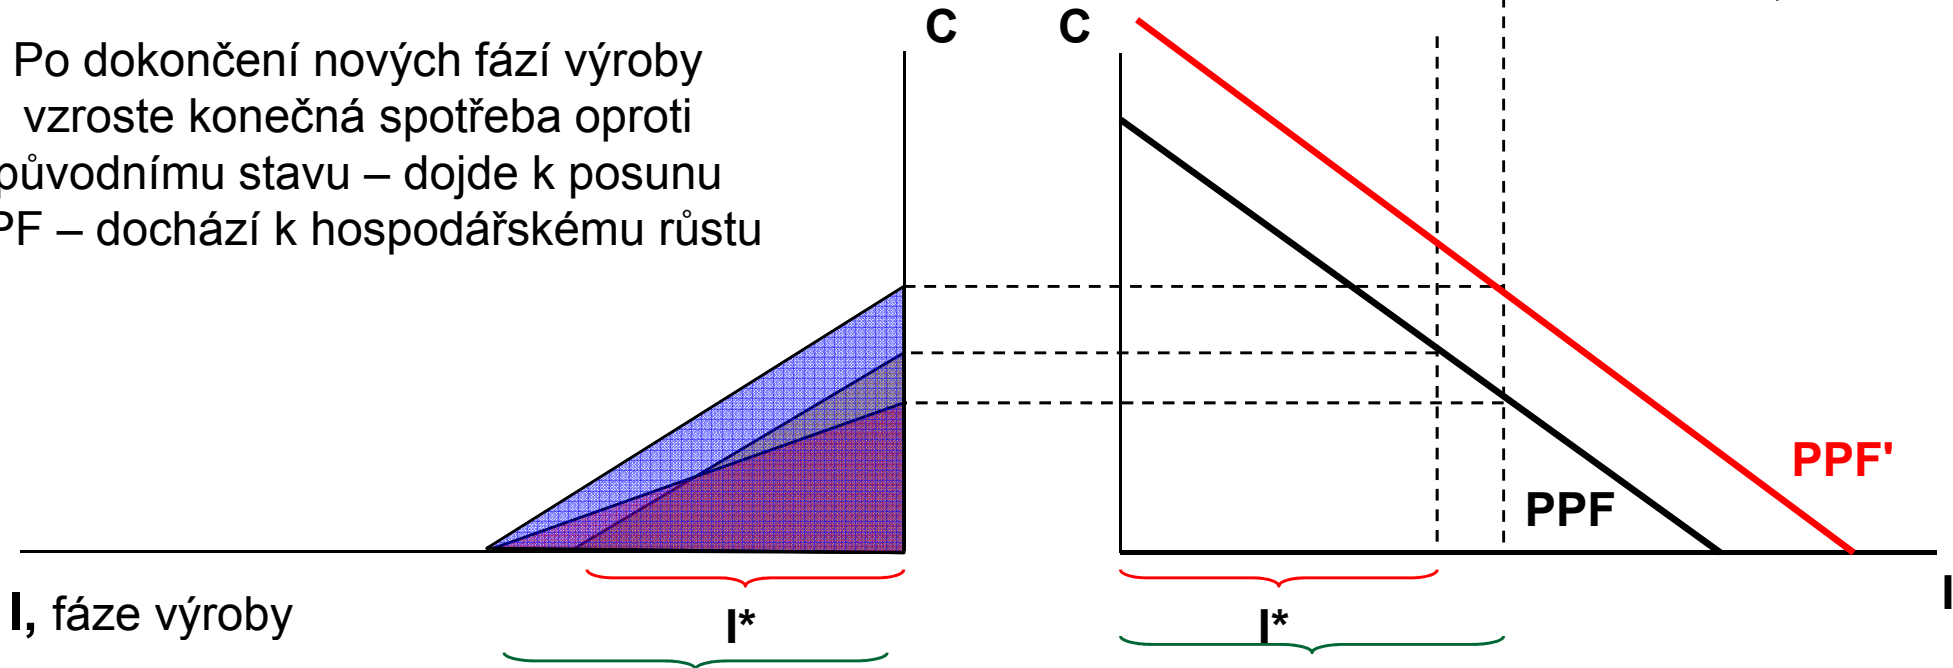 Po dokončení nových fází výroby
vzroste konečná spotřeba oproti
původnímu stavu – dojde k posunu
PF – dochází k hospodářskému růstu
C
C
PPF'
PPF
I, fáze výroby
I*
I*
I